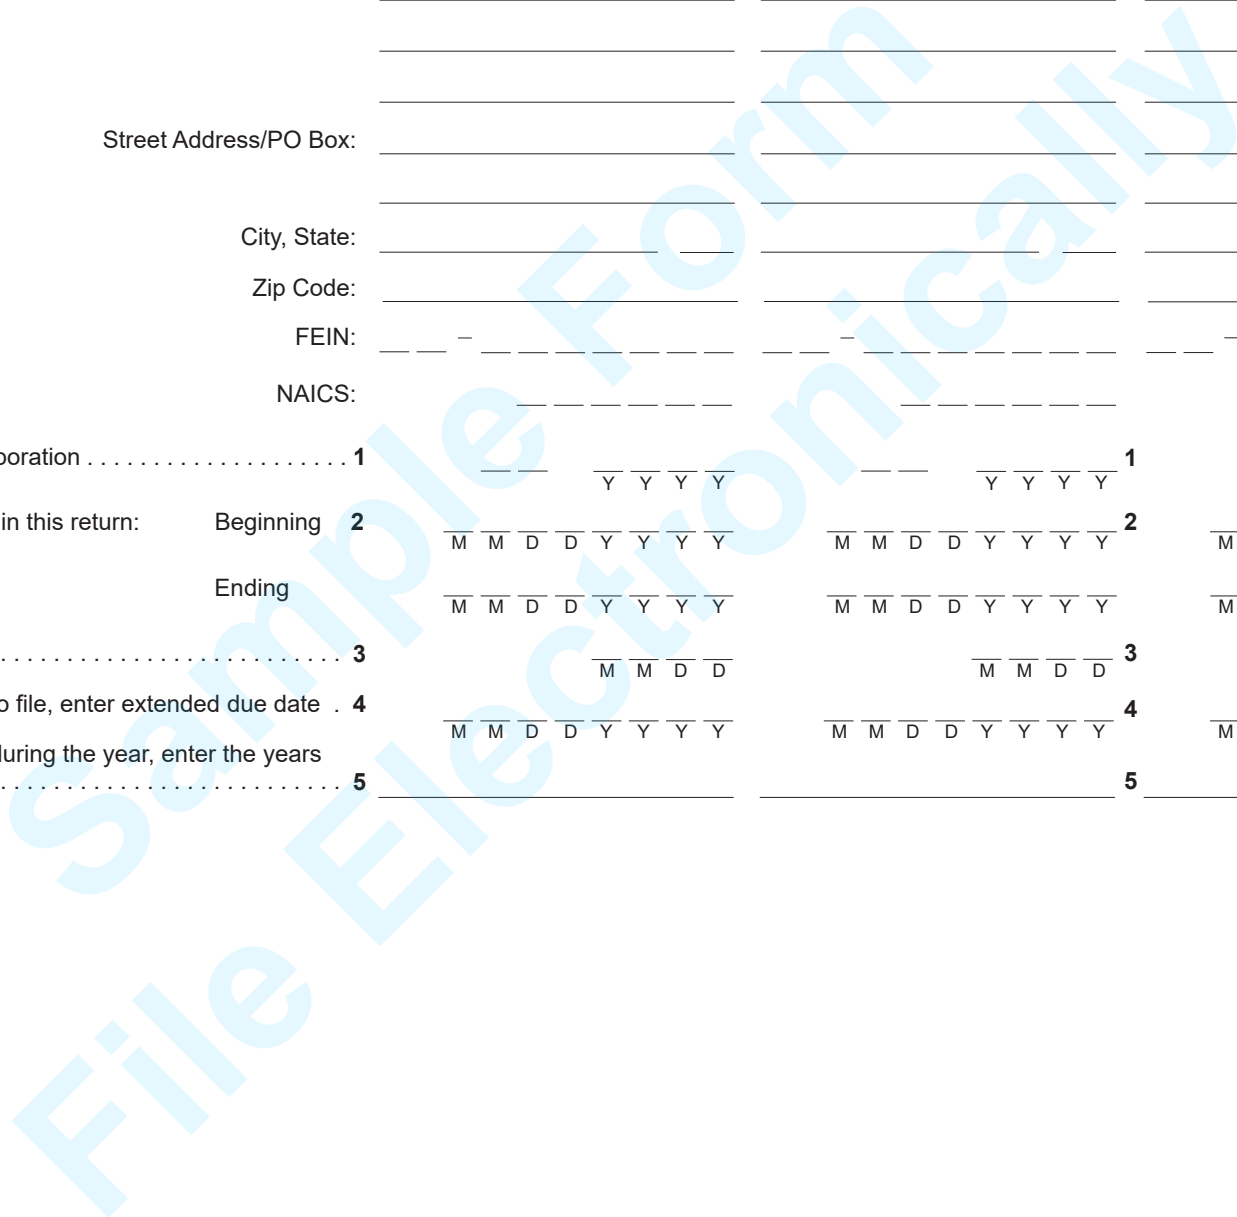 Street Address/PO Box:
City, State:
Zip Code:
FEIN: – – –
NAICS:
poration . . . . . . . . . . . . . . . . . . . . 1 1
Y Y Y Y Y Y Y Y
in this return: Beginning 2 2
M M D D Y Y Y Y M M D D Y Y Y Y M
Ending
M M D D Y Y Y Y M M D D Y Y Y Y M
. . . . . . . . . . . . . . . . . . . . . . . . . . 3 3
M M D D M M D D
o file, enter extended due date . 4 4
M M D D Y Y Y Y M M D D Y Y Y Y M
during the year, enter the years
. . . . . . . . . . . . . . . . . . . . . . . . . . 5 5
Sample Form
File Electronically